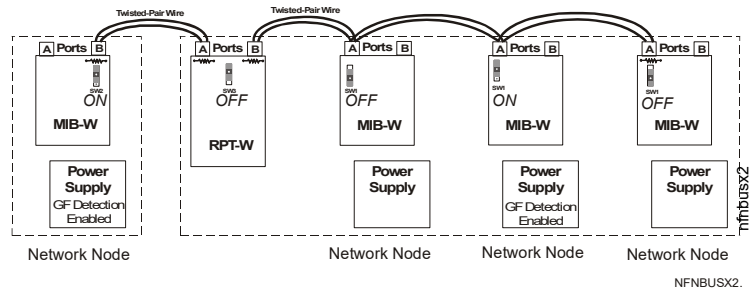 Twisted-Pair Wire
Twisted-Pair Wire
A Ports B
A Ports B
A Ports B
A Ports B
A Ports B
SW2
ON
SW3
OFF
SW1
OFF
SW1
ON
SW1
OFF
MIB-W
RPT-W
MIB-W
MIB-W
MIB-W
Power
Supply
GF Detection
Enabled
Power
Supply
Power
Supply
GF Detection
Enabled
Power
Supply
nfnbusx2
Network Node
Network Node
Network Node
Network Node
NFNBUSX2.